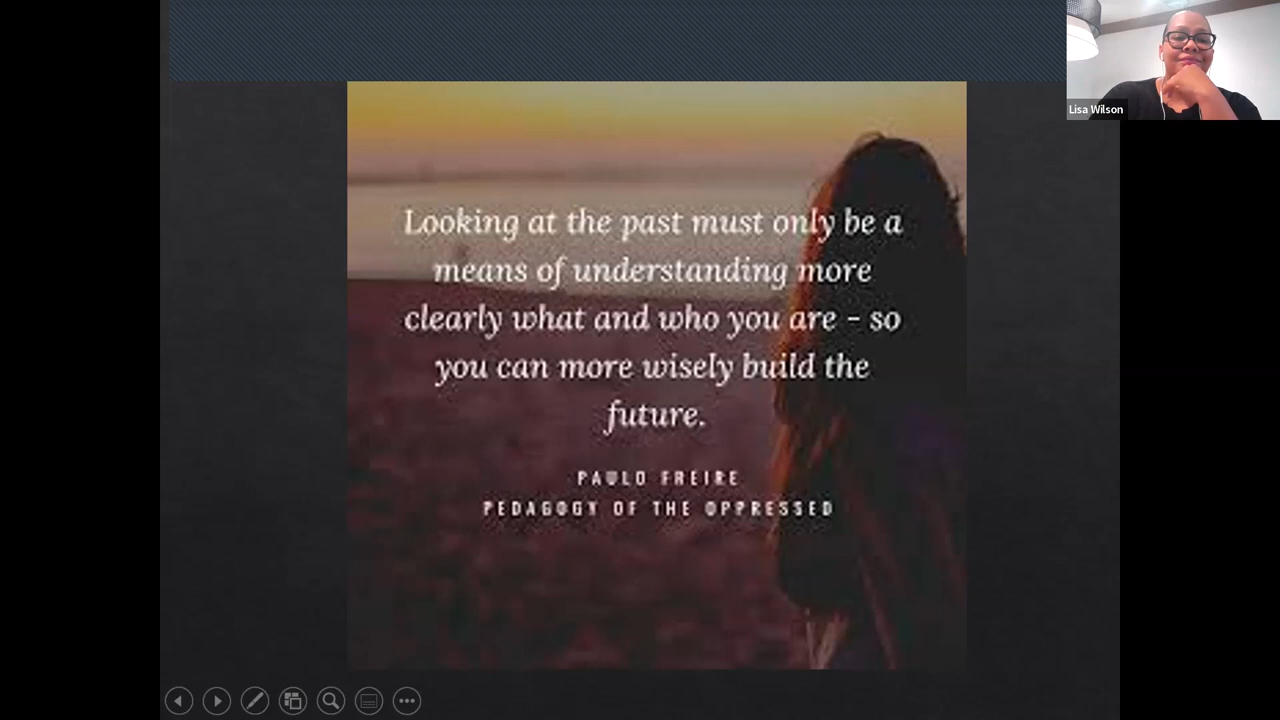 Lisa Wilson
Looking at the past must only be a
means of understanding more
clearly what and who you are - so
you can more wisely build the
future.
PAULO FREIRE
PEDAGOGY OF THE OPPRESSED